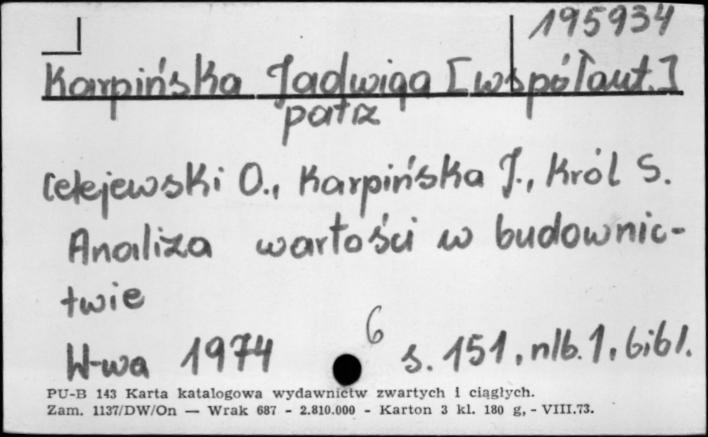 195934
Karpińska Jadwiga [współaut.]
patrz
Celejewski O., Karpińska J., Król S.
Analiza wartości w budownic-
twie
6
W-wa 1974 s. 151, nlb. 1, bibl.
PU-B 143 Karta katalogowa wydawnictw zwartych i ciągłych.
Zam. 1137/DW/On — Wrak 687 - 2.810.000 - Karton 3 kl. 180 g, - VIII.73.